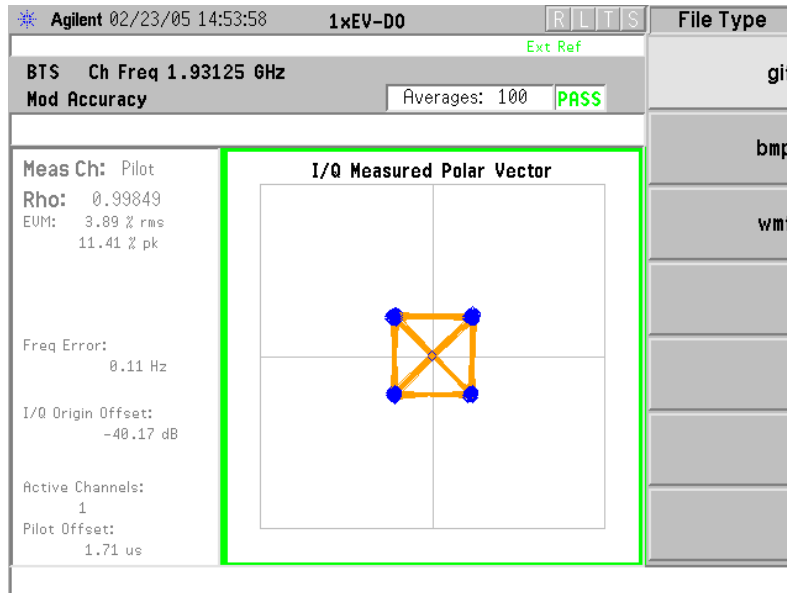 Agilent 02/23/05 14:53:58 1xEV-DO R L T S File Type
Ext Ref
BTS Ch Freq 1.93125 GHz
Mod Accuracy Averages: 100 PASS
gif
bmp
wmf
Meas Ch: Pilot
Rho: 0.99849
EVM: 3.89 % rms
11.41 % pk
Freq Error:
0.11 Hz
I/Q Origin Offset:
-40.17 dB
Active Channels:
1
Pilot Offset:
1.71 us
I/Q Measured Polar Vector